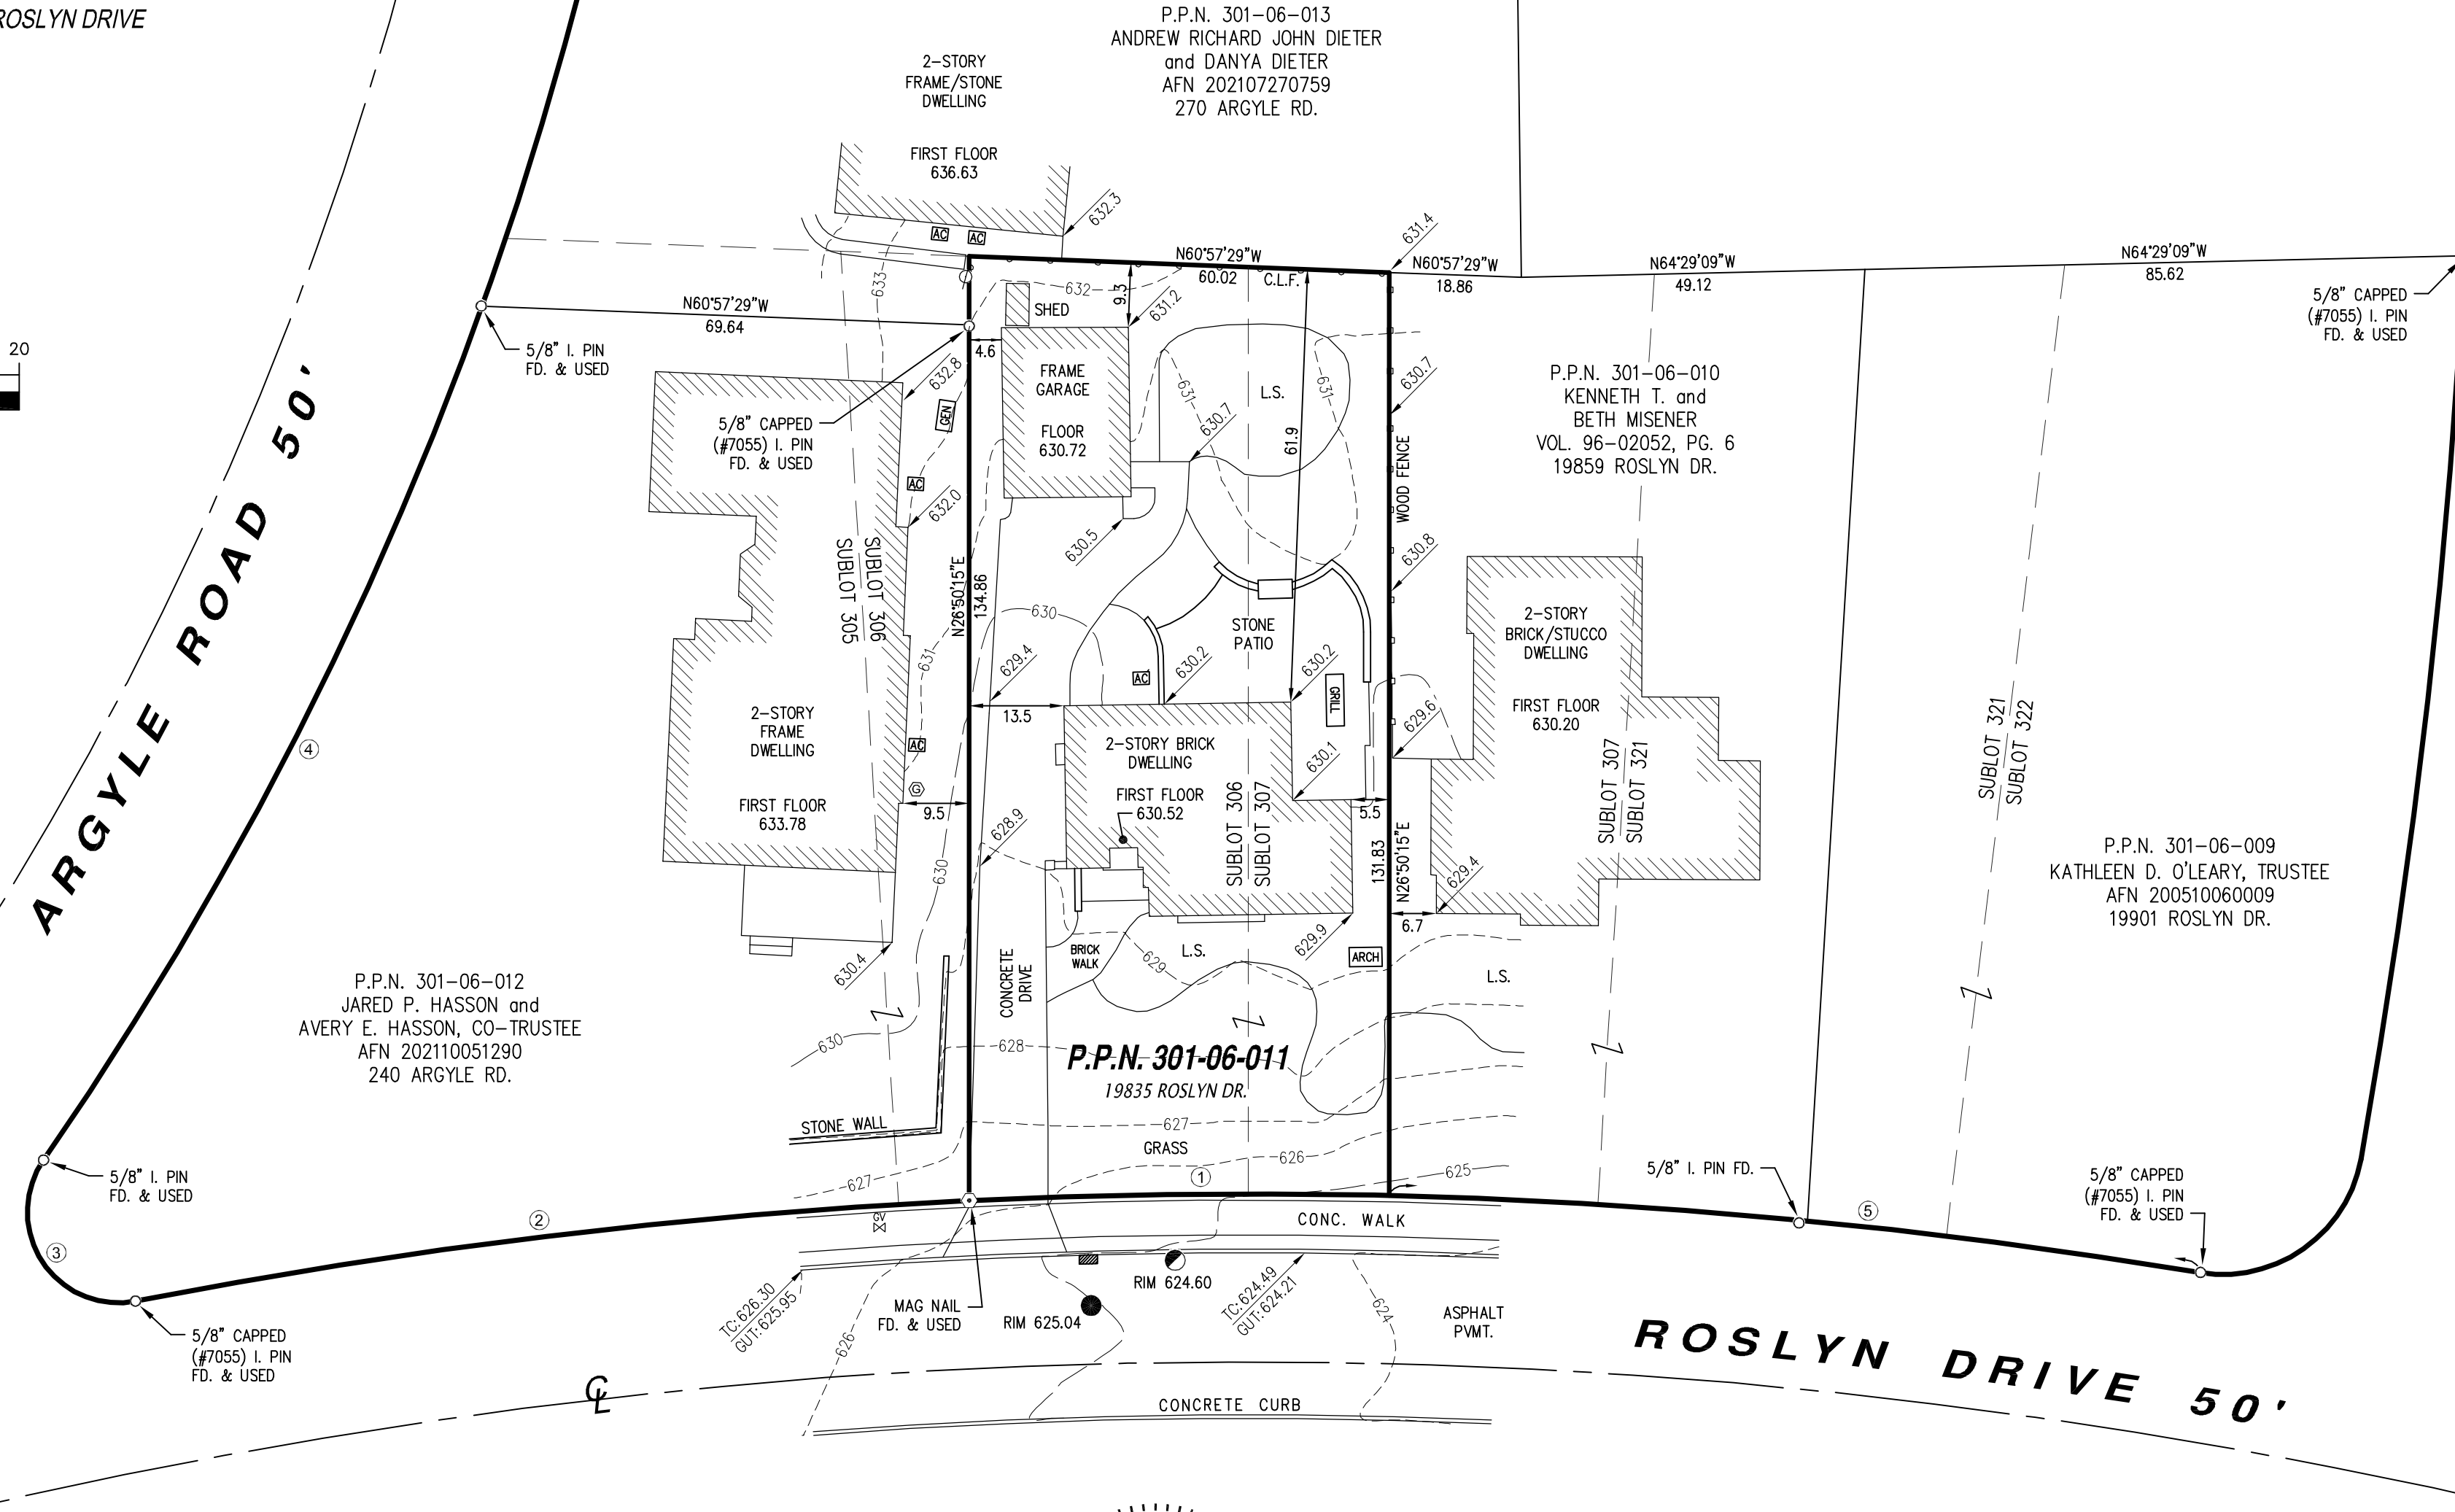 ROSLYN DRIVE
20
P.P.N. 301-06-013
ANDREW RICHARD JOHN DIETER
and DANYA DIETER
AFN 202107270759
270 ARGYLE RD.
2-STORY
FRAME/STONE
DWELLING
FIRST FLOOR
636.63
632.3
AC
AC
631.4
N60°57'29"W
60.02
C.L.F.
N60°57'29"W
18.86
N64°29'09"W
49.12
N64°29'09"W
85.62
5/8" CAPPED
(#7055) I. PIN
FD. & USED
N60°57'29"W
69.64
5/8" I. PIN
FD. & USED
633
632
SHED
9.3
631.2
4.6
FRAME
GARAGE
FLOOR
630.72
632.8
GEN
5/8" CAPPED
(#7055) I. PIN
FD. & USED
AC
632.0
631
L.S.
631
630.7
61.9
630.7
WOOD FENCE
630.5
630.8
P.P.N. 301-06-010
KENNETH T. and
BETH MISENER
VOL. 96-02052, PG. 6
19859 ROSLYN DR.
ARGYLE ROAD 50'
SUBLOT 305
SUBLOT 306
N26°50'15"E
134.86
630
631
629.4
STONE
PATIO
AC
630.2
630.2
GRILL
13.5
629.6
2-STORY
BRICK/STUCCO
DWELLING
FIRST FLOOR
630.20
2-STORY
FRAME
DWELLING
FIRST FLOOR
633.78
AC
G
9.5
2-STORY BRICK
DWELLING
FIRST FLOOR
630.52
630.1
SUBLOT 306
SUBLOT 307
5.5
131.83
N26°50'15"E
SUBLOT 307
SUBLOT 321
SUBLOT 321
SUBLOT 322
4
628.9
630
629.4
6.7
629.9
ARCH
L.S.
L.S.
629
BRICK
WALK
CONCRETE
DRIVE
630.4
630
628
P.P.N. 301-06-009
KATHLEEN D. O'LEARY, TRUSTEE
AFN 200510060009
19901 ROSLYN DR.
P.P.N. 301-06-012
JARED P. HASSON and
AVERY E. HASSON, CO-TRUSTEE
AFN 202110051290
240 ARGYLE RD.
P.P.N. 301-06-011
19835 ROSLYN DR.
STONE WALL
627
GRASS
626
625
627
1
5/8" I. PIN
FD. & USED
5/8" I. PIN FD.
5/8" CAPPED
(#7055) I. PIN
FD. & USED
5
2
3
GV
CONC. WALK
RIM 624.60
RIM 625.04
MAG NAIL
FD. & USED
TC:626.30
GUT:625.95
TC:624.49
GUT:624.21
626
624
ASPHALT
PVMT.
5/8" CAPPED
(#7055) I. PIN
FD. & USED
CL
CONCRETE CURB
ROSLYN DRIVE 50'